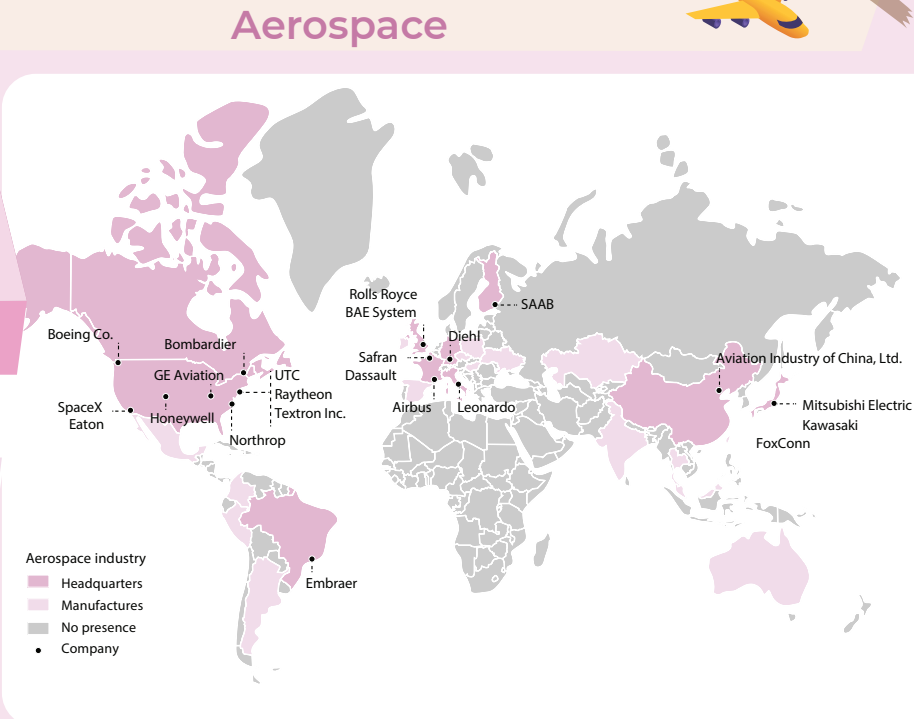 Aerospace
Rolls Royce
BAE System
SAAB
Boeing Co.
Bombardier
Diehl
Safran
Dassault
Aviation Industry of China, Ltd.
GE Aviation
UTC
Raytheon
Textron Inc.
SpaceX
Eaton
Honeywell
Airbus
Leonardo
Mitsubishi Electric
Kawasaki
FoxConn
Northrop
Embraer
Aerospace industry
Headquarters
Manufactures
No presence
Company